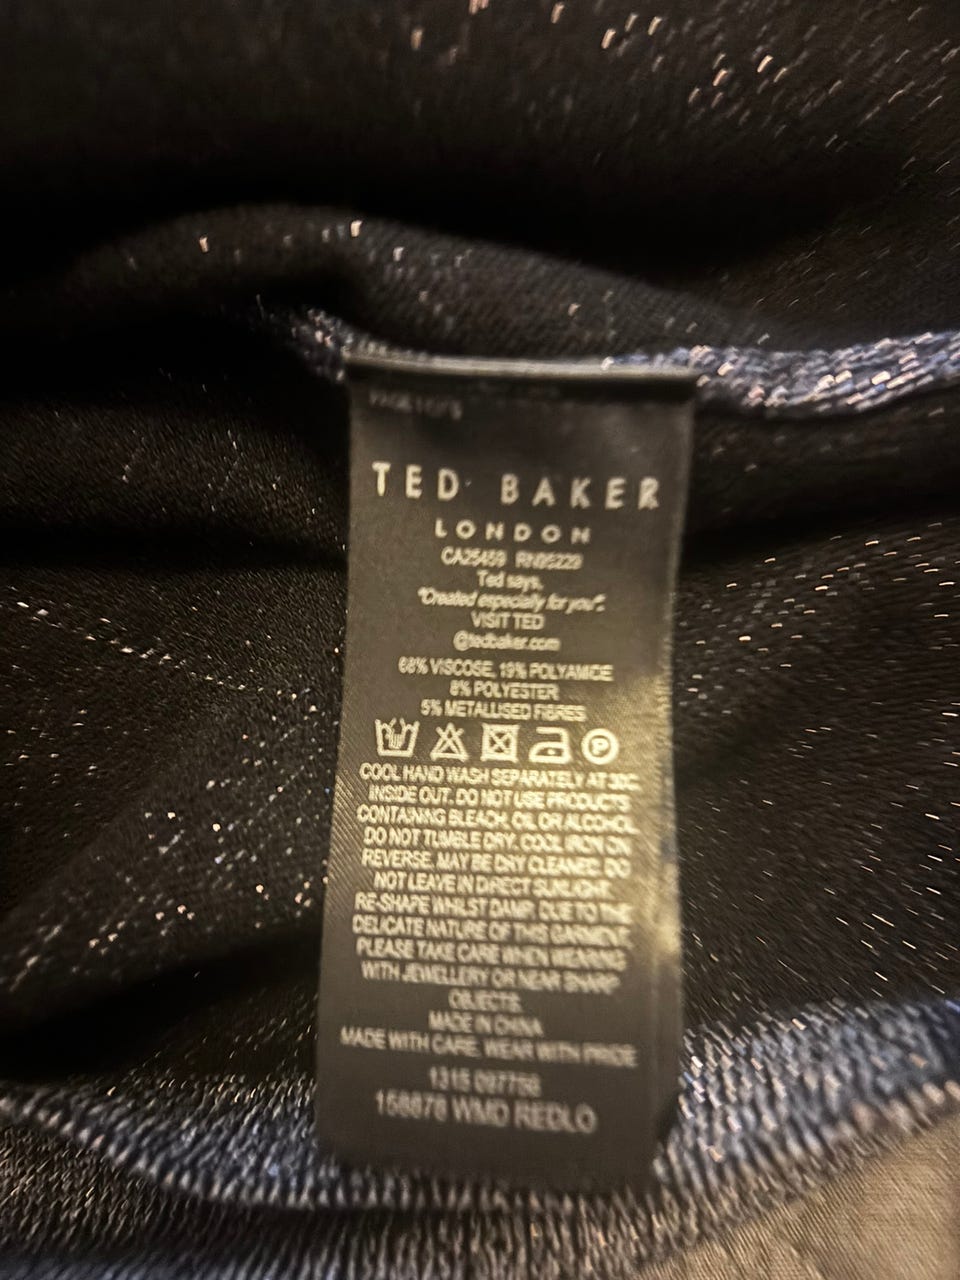 TED BAKER
LONDON
CA25459 RN95229
Ted says,
"Created especially for you".
VISIT TED
@tedbaker.com
68% VISCOSE, 19% POLYAMIDE
8% POLYESTER
5% METALLISED FIBRES
P
COOL HAND WASH SEPARATELY AT 30C
INSIDE OUT. DO NOT USE PRODUCTS
CONTAINING BLEACH, OIL OR ALCOHOL.
DO NOT TUMBLE DRY. COOL IRON ON
REVERSE. MAY BE DRY CLEANED. DO
NOT LEAVE IN DIRECT SUNLIGHT.
RE-SHAPE WHILST DAMP. DUE TO THE
DELICATE NATURE OF THIS GARMENT,
PLEASE TAKE CARE WHEN WEARING
WITH JEWELLERY OR NEAR SHARP
OBJECTS.
MADE IN CHINA
MADE WITH CARE. WEAR WITH PRIDE
1315 097756
158878 WMD REDLO